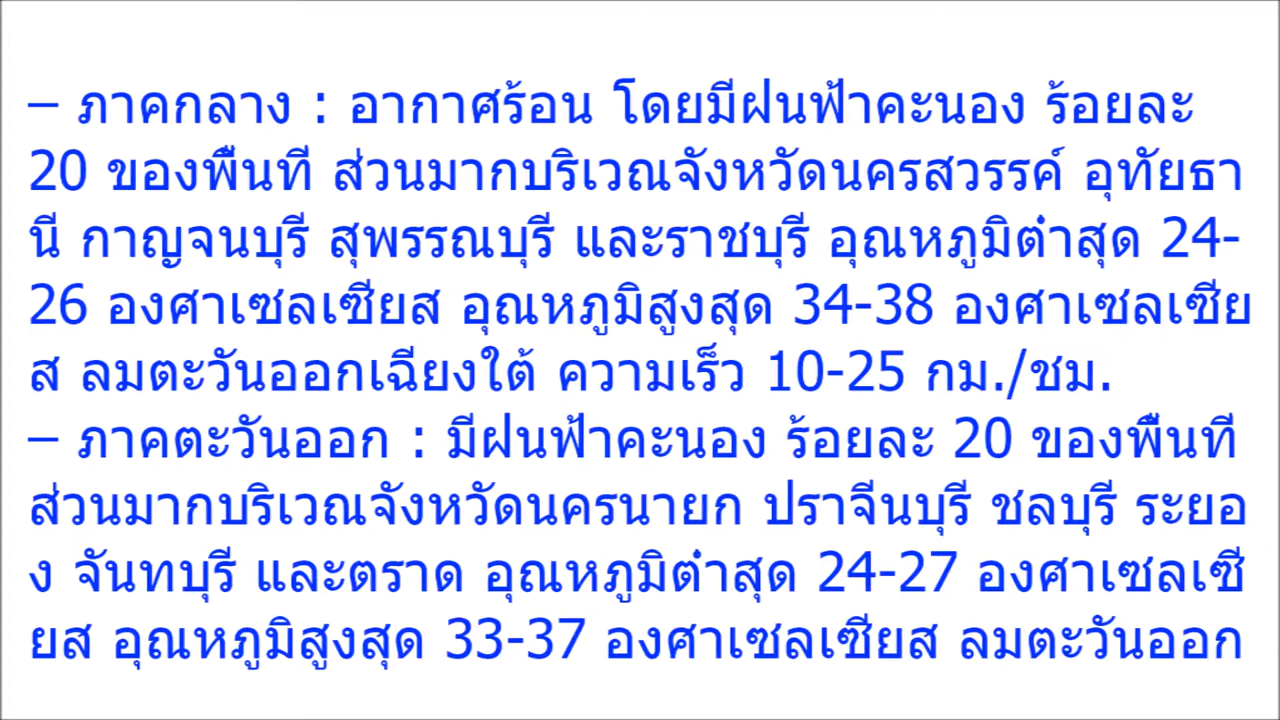 – ภาคกลาง : อากาศร้อน โดยมีฝนฟ้าคะนอง ร้อยละ
20 ของพื้นที่ ส่วนมากบริเวณจังหวัดนครสวรรค์ อุทัยธา
นี กาญจนบุรี สุพรรณบุรี และราชบุรี อุณหภูมิต่ำสุด 24-
26 องศาเซลเซียส อุณหภูมิสูงสุด 34-38 องศาเซลเซีย
ส ลมตะวันออกเฉียงใต้ ความเร็ว 10-25 กม./ชม.
– ภาคตะวันออก : มีฝนฟ้าคะนอง ร้อยละ 20 ของพื้นที่
ส่วนมากบริเวณจังหวัดนครนายก ปราจีนบุรี ชลบุรี ระยอ
ง จันทบุรี และตราด อุณหภูมิต่ำสุด 24-27 องศาเซลเซี
ยส อุณหภูมิสูงสุด 33-37 องศาเซลเซียส ลมตะวันออก